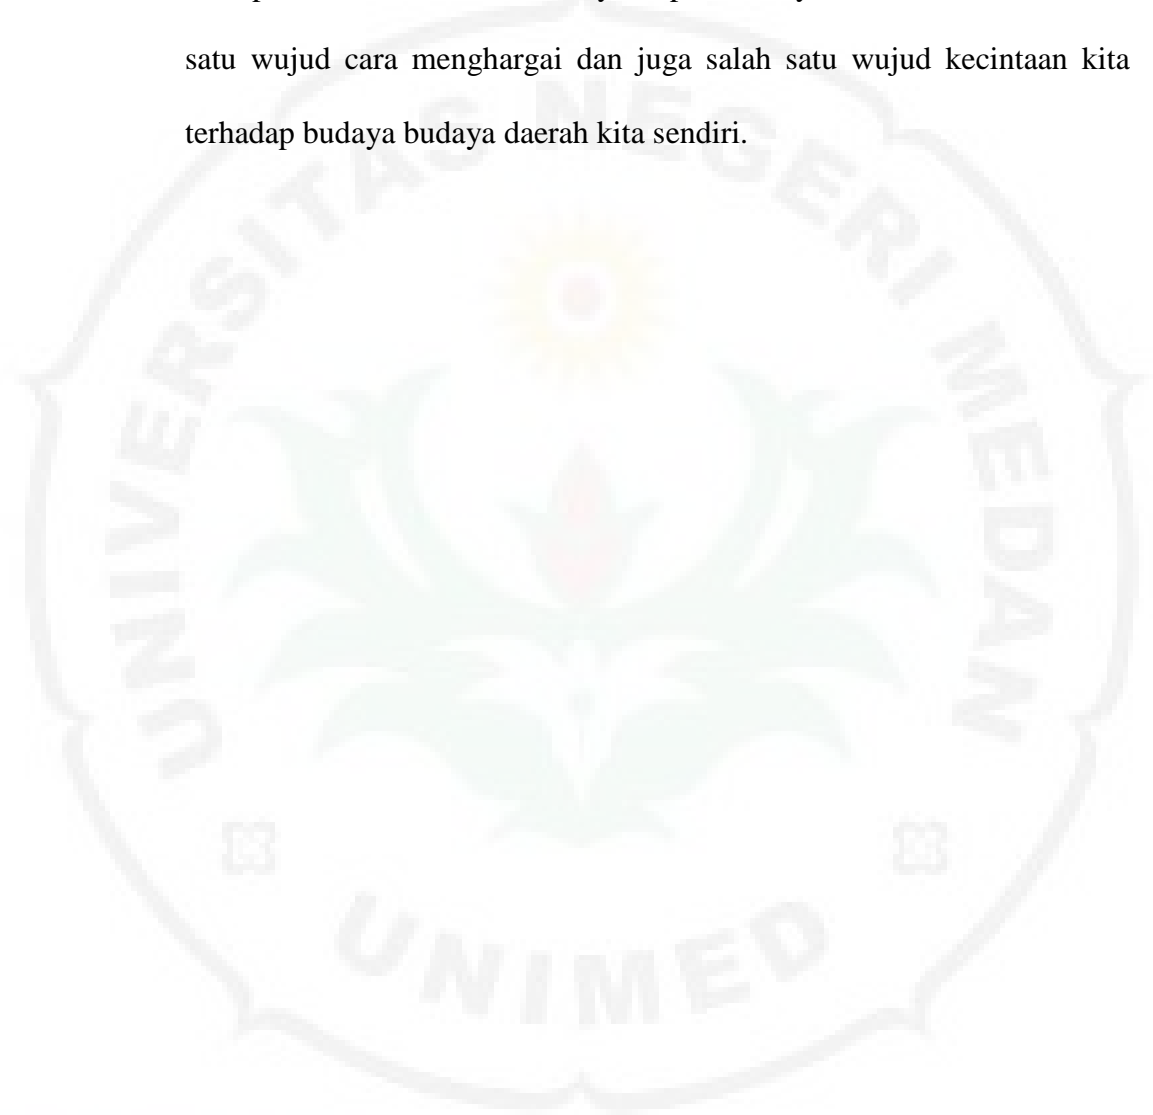 satu wujud cara menghargai dan juga salah satu wujud kecintaan kita
terhadap budaya budaya daerah kita sendiri.
UNIVERSITAS NEGERI MEDAN
UNIMED